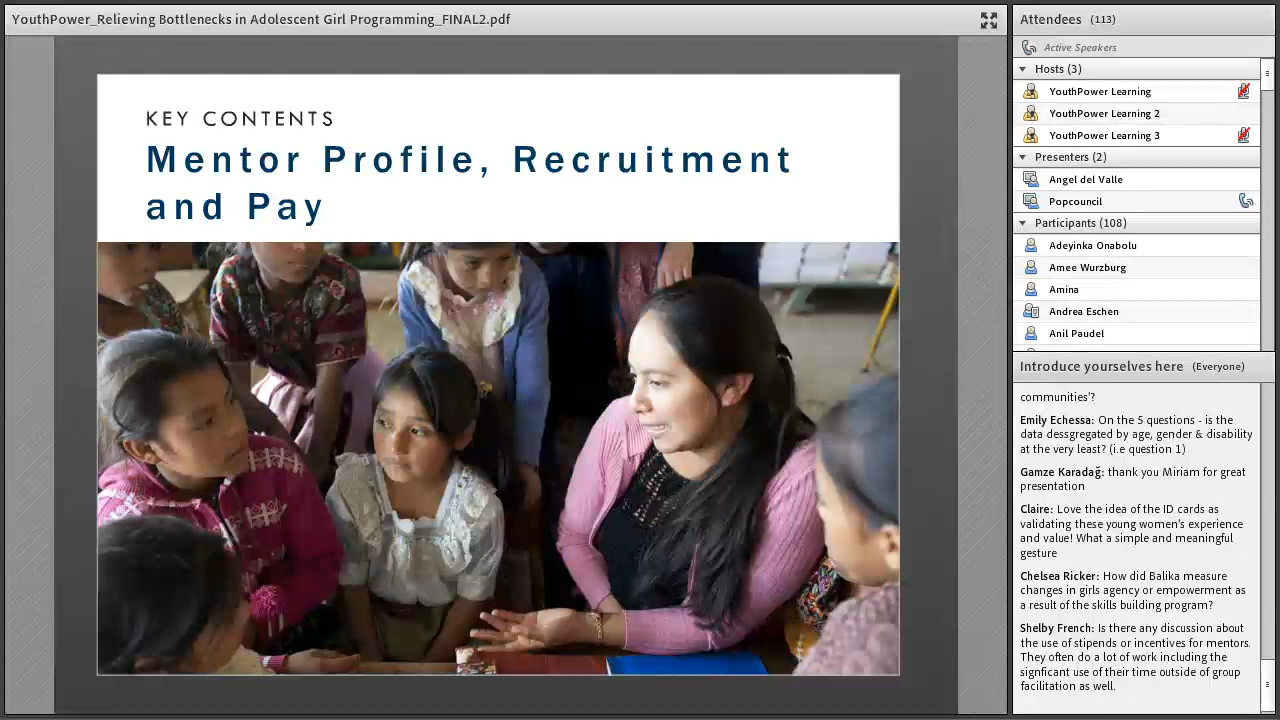 YouthPower_Relieving Bottlenecks in Adolescent Girl Programming_FINAL2.pdf
KEY CONTENTS
Mentor Profile, Recruitment
and Pay
Attendees (113)
Active Speakers
Hosts (3)
YouthPower Learning
YouthPower Learning 2
YouthPower Learning 3
Presenters (2)
Angel del Valle
Popcouncil
Participants (108)
Adeyinka Onabolu
Amee Wurzburg
Amina
Andrea Eschen
Anil Paudel
Introduce yourselves here (Everyone)
communities'?
Emily Echessa: On the 5 questions - is the
data dessgregated by age, gender & disability
at the very least? (i.e question 1)
Gamze Karadağ: thank you Miriam for great
presentation
Claire: Love the idea of the ID cards as
validating these young women's experience
and value! What a simple and meaningful
gesture
Chelsea Ricker: How did Balika measure
changes in girls agency or empowerment as
a result of the skills building program?
Shelby French: Is there any discussion about
the use of stipends or incentives for mentors.
They often do a lot of work including the
signficant use of their time outside of group
facilitation as well.